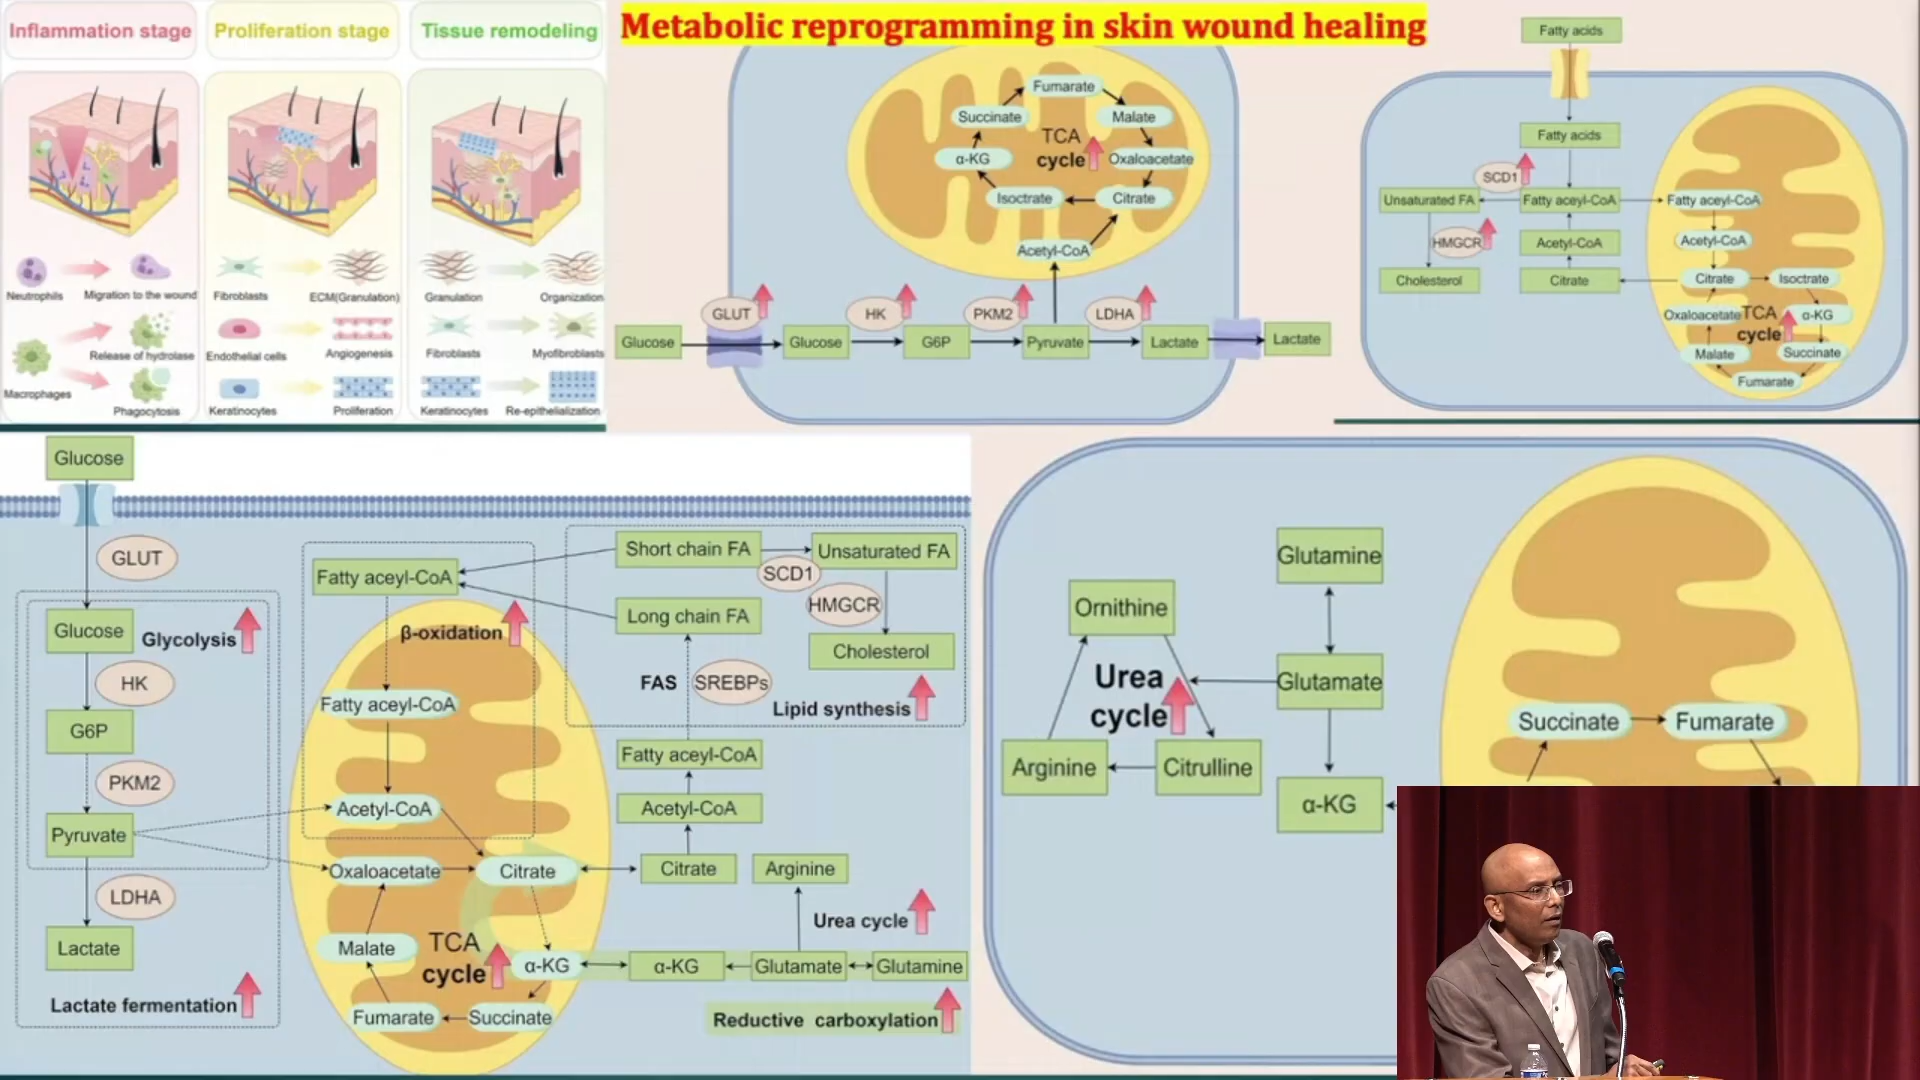 Metabolic reprogramming in skin wound healing
Inflammation stage
Proliferation stage
Tissue remodeling
Neutrophils
Migration to the wound
Macrophages
Release of hydrolase
Phagocytosis
Fibroblasts
ECM(Granulation)
Endothelial cells
Angiogenesis
Keratinocytes
Proliferation
Granulation
Organization
Fibroblasts
Myofibroblasts
Keratinocytes
Re-epithelialization
Fumarate
Succinate
Malate
TCA
cycle
α-KG
Oxaloacetate
Isoctrate
Citrate
Acetyl-CoA
GLUT
HK
PKM2
LDHA
Glucose
Glucose
G6P
Pyruvate
Lactate
Lactate
Fatty acids
Fatty acids
SCD1
Unsaturated FA
Fatty aceyl-CoA
Fatty aceyl-CoA
HMGCR
Acetyl-CoA
Acetyl-CoA
Cholesterol
Citrate
Citrate
Isoctrate
Oxaloacetate
TCA
cycle
α-KG
Malate
Succinate
Fumarate
Glucose
GLUT
Glucose
Glycolysis
HK
G6P
PKM2
Pyruvate
LDHA
Lactate
Lactate fermentation
Fatty aceyl-CoA
β-oxidation
Fatty aceyl-CoA
Acetyl-CoA
Oxaloacetate
Citrate
Malate
TCA
cycle
α-KG
Fumarate
Succinate
Short chain FA
Unsaturated FA
SCD1
HMGCR
Long chain FA
Cholesterol
FAS
SREBPs
Lipid synthesis
Fatty aceyl-CoA
Acetyl-CoA
Citrate
Arginine
Urea cycle
α-KG
Glutamate
Glutamine
Reductive carboxylation
Glutamine
Ornithine
Urea
cycle
Glutamate
Arginine
Citrulline
α-KG
Succinate
Fumarate